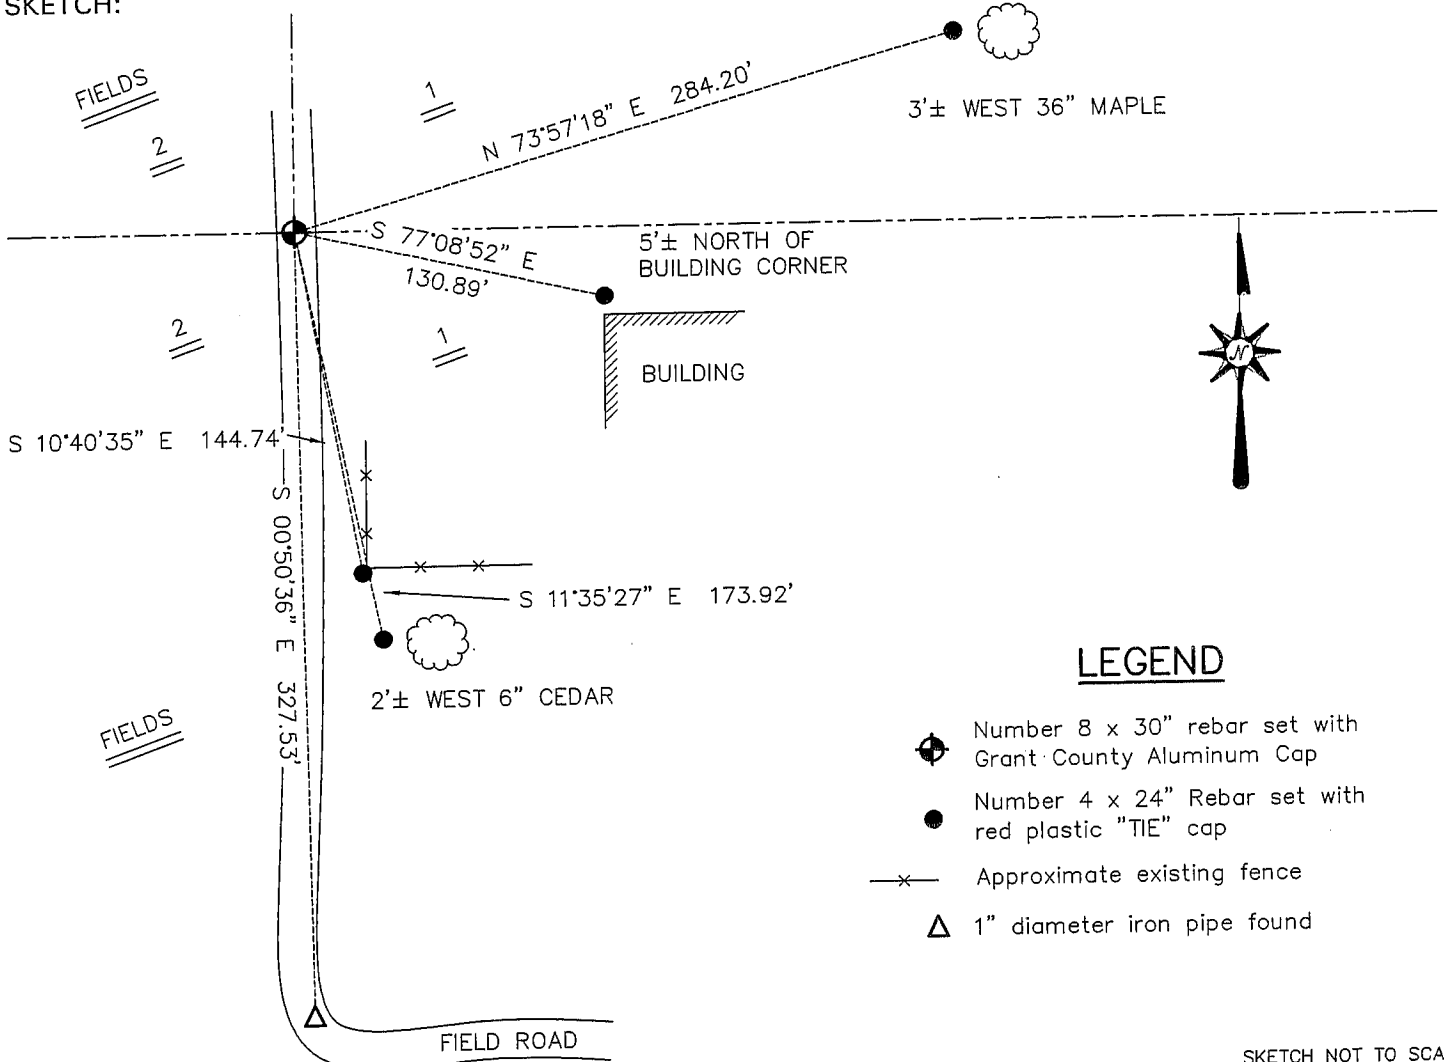 SKETCH:
FIELDS
2
1
N 73°57'18" E 284.20'
3'± WEST 36" MAPLE
S 77°08'52" E
130.89'
5'± NORTH OF
BUILDING CORNER
2
1
BUILDING
N
S 10°40'35" E 144.74'
S 00°50'36" E 327.53'
S 11°35'27" E 173.92'
2'± WEST 6" CEDAR
FIELDS
LEGEND
Number 8 x 30" rebar set with
Grant County Aluminum Cap
Number 4 x 24" Rebar set with
red plastic "TIE" cap
Approximate existing fence
1" diameter iron pipe found
FIELD ROAD
SKETCH NOT TO SCA